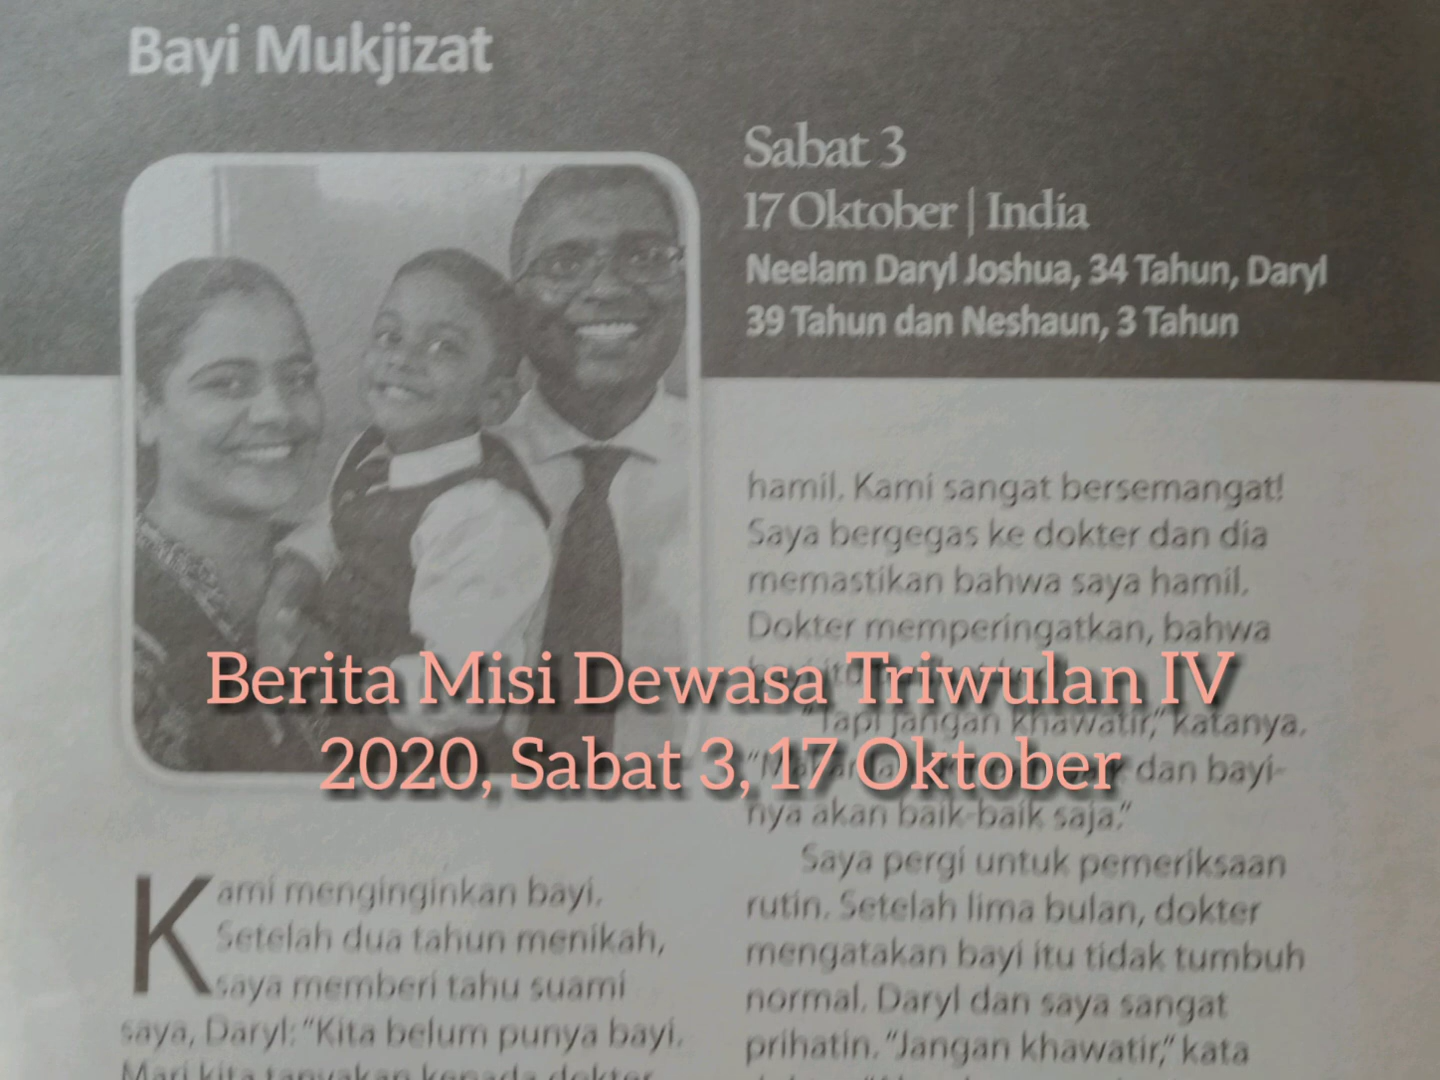 Bayi Mukjizat
Sabat 3
17 Oktober | India
Neelam Daryl Joshua, 34 Tahun, Daryl
39 Tahun dan Neshaun, 3 Tahun
Kami menginginkan bayi.
Setelah dua tahun menikah,
saya memberi tahu suami
saya, Daryl: “Kita belum punya bayi.
Mari kita tanyakan kepada dokter
hamil. Kami sangat bersemangat!
Saya bergegas ke dokter dan dia
memastikan bahwa saya hamil.
Dokter memperingatkan, bahwa
“Tapi jangan khawatir,” katanya.
dan bayi-
nya akan baik-baik saja.”
Saya pergi untuk pemeriksaan
rutin. Setelah lima bulan, dokter
mengatakan bayi itu tidak tumbuh
normal. Daryl dan saya sangat
prihatin. “Jangan khawatir,” kata
Berita Misi Dewasa Triwulan IV
2020, Sabat 3, 17 Oktober